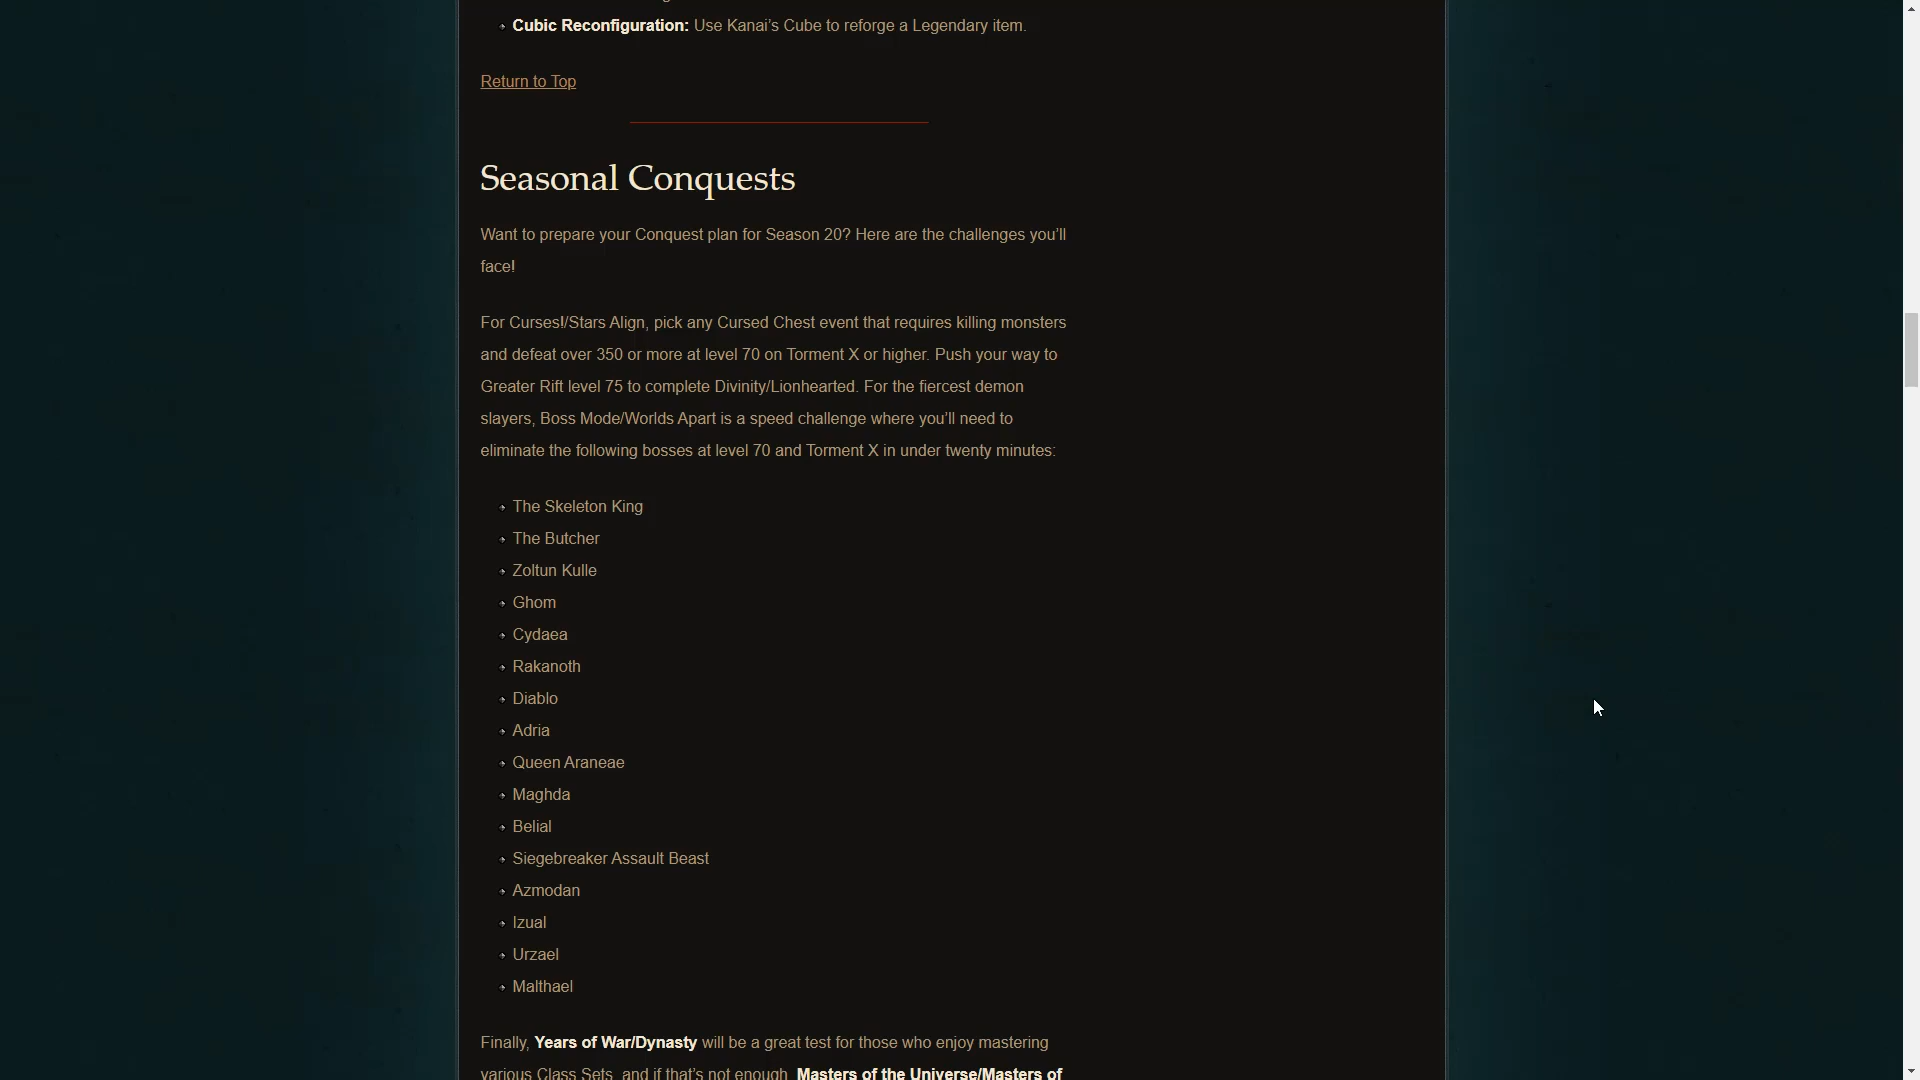 Cubic Reconfiguration: Use Kanai's Cube to reforge a Legendary item.
Return to Top
Seasonal Conquests
Want to prepare your Conquest plan for Season 20? Here are the challenges you'll
face!
For Curses!/Stars Align, pick any Cursed Chest event that requires killing monsters
and defeat over 350 or more at level 70 on Torment X or higher. Push your way to
Greater Rift level 75 to complete Divinity/Lionhearted. For the fiercest demon
slayers, Boss Mode/Worlds Apart is a speed challenge where you'll need to
eliminate the following bosses at level 70 and Torment X in under twenty minutes:
The Skeleton King
The Butcher
Zoltun Kulle
Ghom
Cydaea
Rakanoth
Diablo
Adria
Queen Araneae
Maghda
Belial
Siegebreaker Assault Beast
Azmodan
Izual
Urzael
Malthael
Finally, Years of War/Dynasty will be a great test for those who enjoy mastering
various Class Sets, and if that's not enough, Masters of the Universe/Masters of